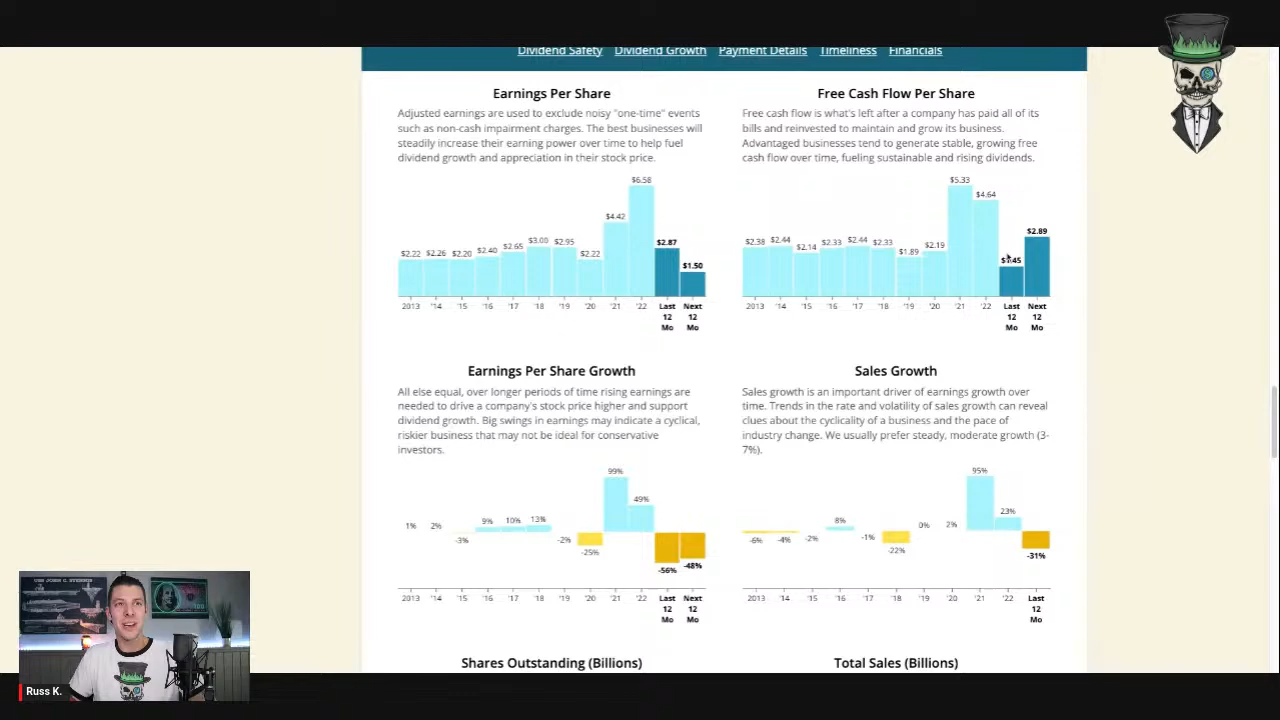 Dividend Safety Dividend Growth Payment Details Timeliness Financials
Earnings Per Share
Adjusted earnings are used to exclude noisy "one-time" events
such as non-cash impairment charges. The best businesses will
steadily increase their earning power over time to help fuel
dividend growth and appreciation in their stock price.
$2.22 $2.26 $2.20 $2.40 $2.65 $3.00 $2.95 $2.22 $4.42 $6.58 $2.87 $1.50
2013 '14 '15 '16 '17 '18 '19 '20 '21 '22 Last Next
12 12
Mo Mo
Free Cash Flow Per Share
Free cash flow is what's left after a company has paid all of its
bills and reinvested to maintain and grow its business.
Advantaged businesses tend to generate stable, growing free
cash flow over time, fueling sustainable and rising dividends.
$2.38 $2.44 $2.14 $2.33 $2.44 $2.33 $1.89 $2.19 $5.33 $4.64 $1.45 $2.89
2013 '14 '15 '16 '17 '18 '19 '20 '21 '22 Last Next
12 12
Mo Mo
Earnings Per Share Growth
All else equal, over longer periods of time rising earnings are
needed to drive a company's stock price higher and support
dividend growth. Big swings in earnings may indicate a cyclical,
riskier business that may not be ideal for conservative
investors.
1% 2% -3% 9% 10% 13% -2% -25% 99% 49% -56% -48%
2013 '14 '15 '16 '17 '18 '19 '20 '21 '22 Last Next
12 12
Mo Mo
Sales Growth
Sales growth is an important driver of earnings growth over
time. Trends in the rate and volatility of sales growth can reveal
clues about the cyclicality of a business and the pace of
industry change. We usually prefer steady, moderate growth (3-
7%).
-6% -4% -2% 8% -1% -22% 0% 2% 95% 23% -31%
2013 '14 '15 '16 '17 '18 '19 '20 '21 '22 Last
12
Mo
Shares Outstanding (Billions)
Total Sales (Billions)
USS JOHN C. STENNIS
Russ K.